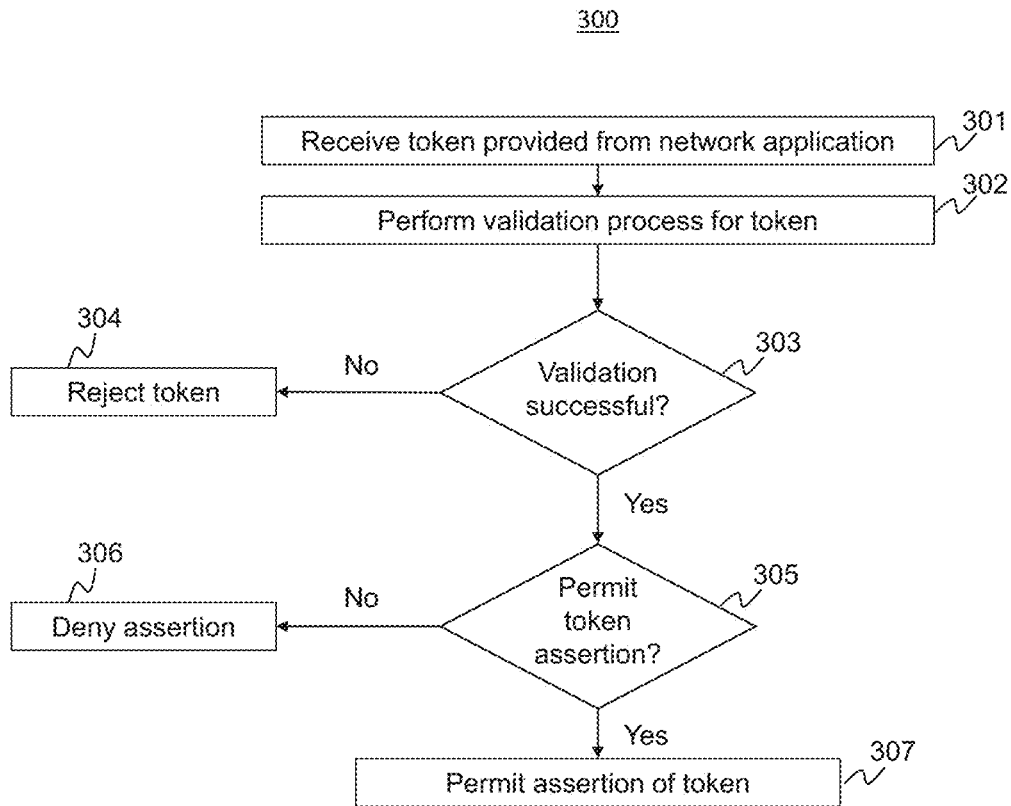 300
Receive token provided from network application
301
Perform validation process for token
302
304
Reject token
No
Validation
successful?
303
Yes
306
Deny assertion
No
Permit
token
assertion?
305
Yes
Permit assertion of token
307